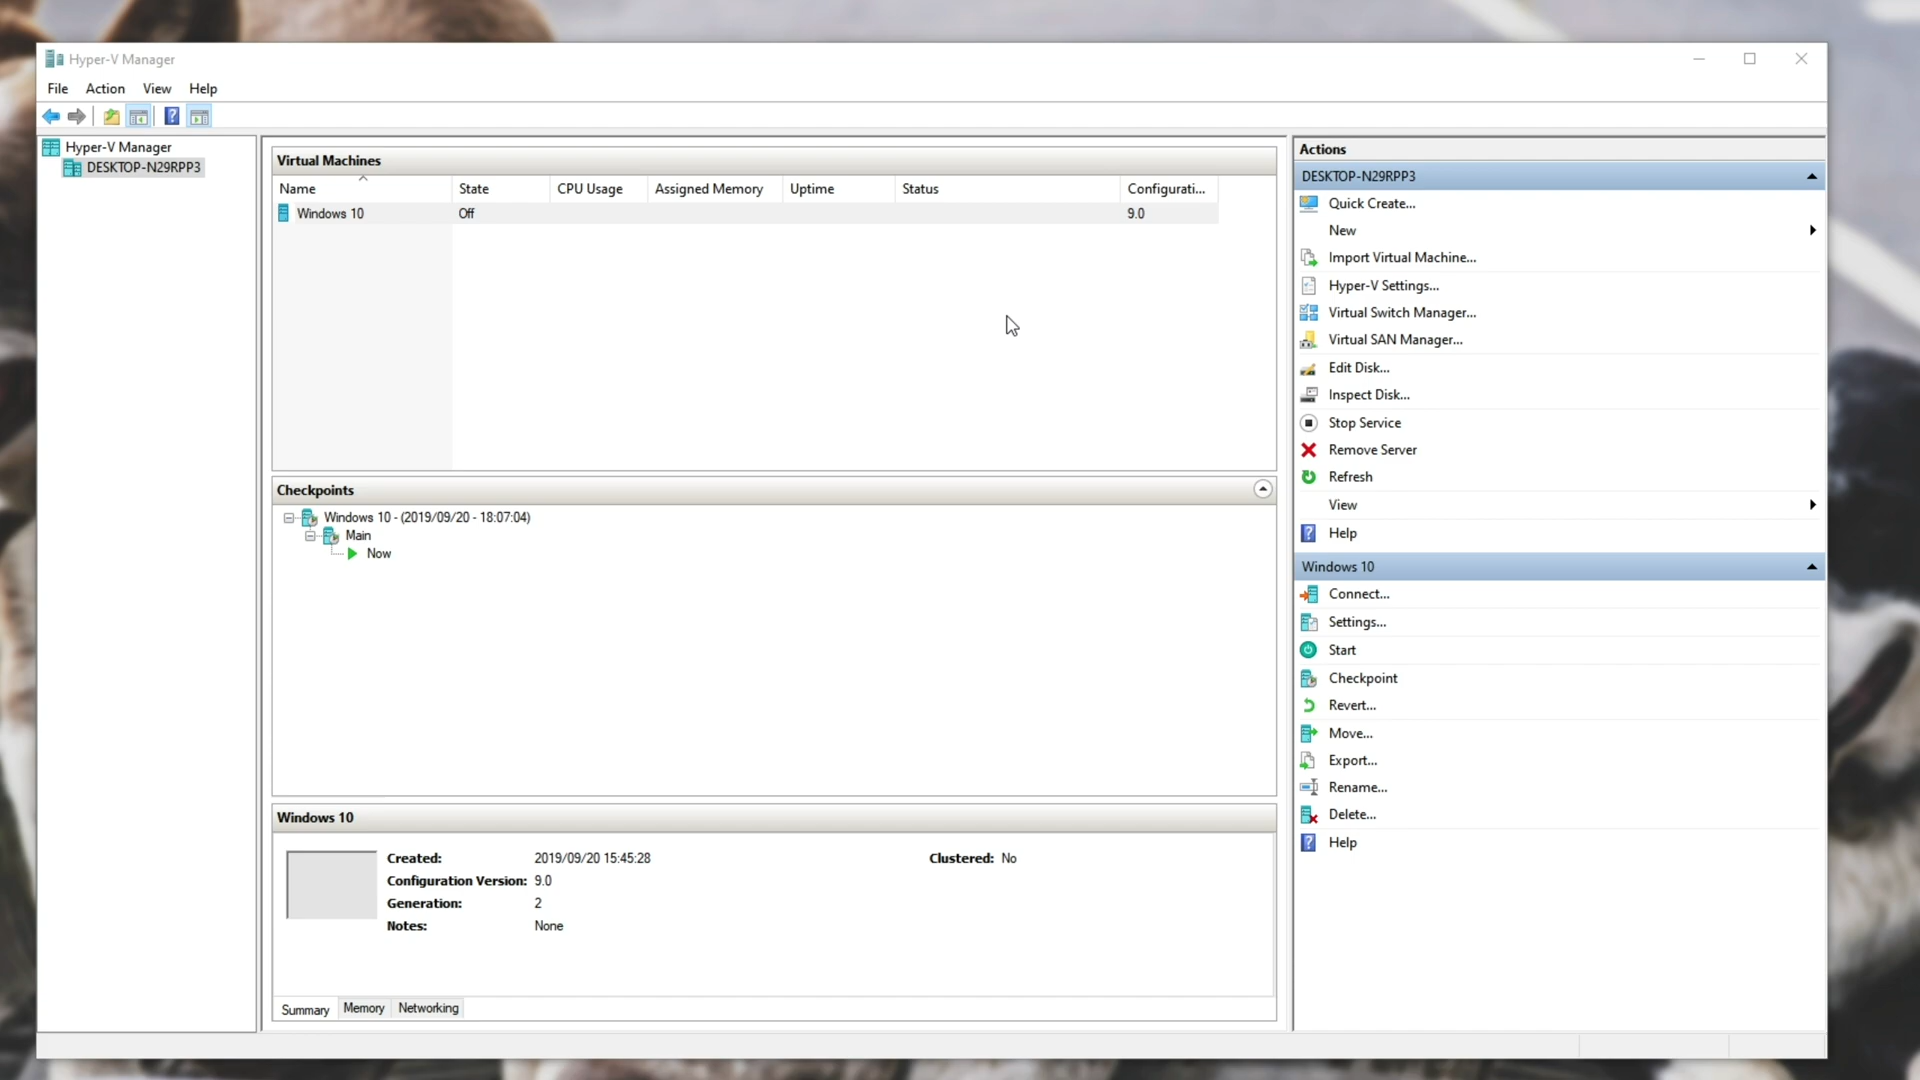 Hyper-V Manager
File Action View Help
Hyper-V Manager
DESKTOP-N29RPP3
Virtual Machines
Name State CPU Usage Assigned Memory Uptime Status Configurati...
Windows 10 Off 9.0
Checkpoints
Windows 10 - (2019/09/20 - 18:07:04)
Main
Now
Windows 10
Created: 2019/09/20 15:45:28 Clustered: No
Configuration Version: 9.0
Generation: 2
Notes: None
Summary Memory Networking
Actions
DESKTOP-N29RPP3
Quick Create...
New
Import Virtual Machine...
Hyper-V Settings...
Virtual Switch Manager...
Virtual SAN Manager...
Edit Disk...
Inspect Disk...
Stop Service
Remove Server
Refresh
View
Help
Windows 10
Connect...
Settings...
Start
Checkpoint
Revert...
Move...
Export...
Rename...
Delete...
Help